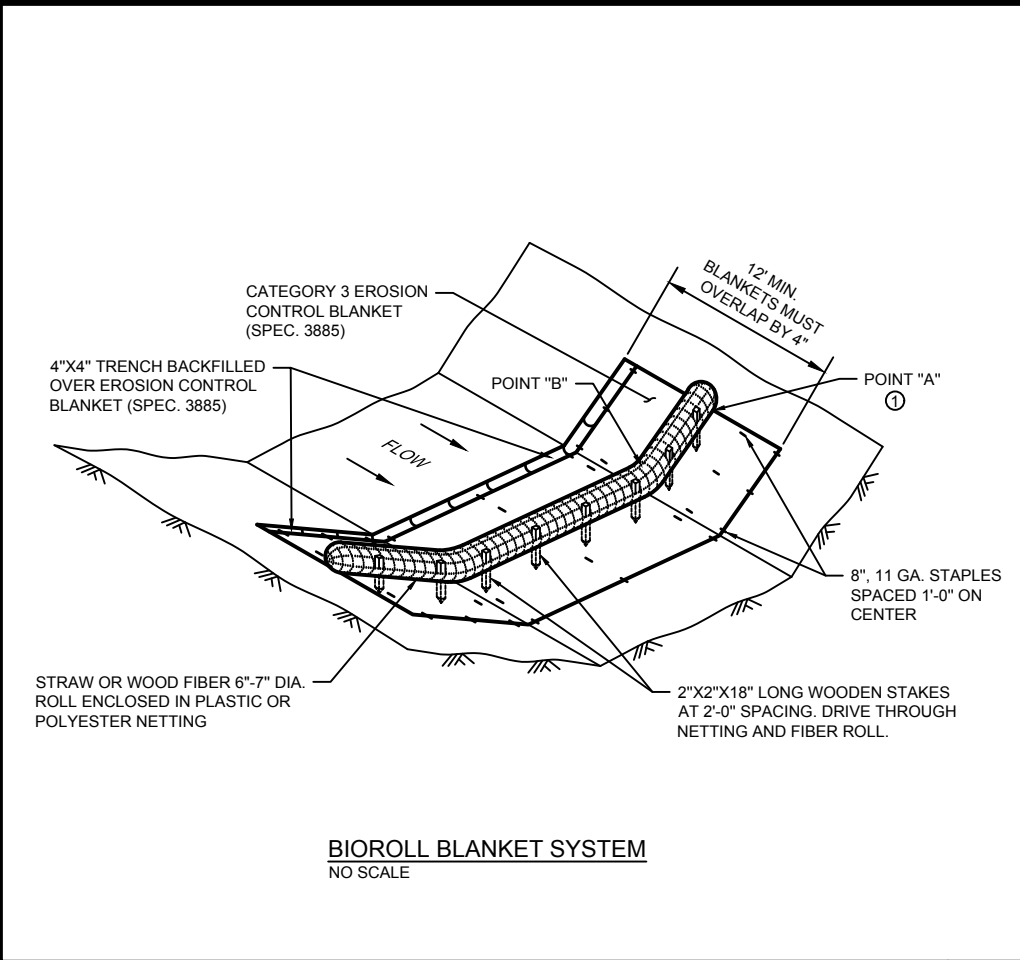 12' MIN.
BLANKETS MUST
OVERLAP BY 4"
CATEGORY 3 EROSION
CONTROL BLANKET
(SPEC. 3885)
4"X4" TRENCH BACKFILLED
OVER EROSION CONTROL
BLANKET (SPEC. 3885)
POINT "B"
POINT "A"
①
FLOW
8", 11 GA. STAPLES
SPACED 1'-0" ON
CENTER
STRAW OR WOOD FIBER 6"-7" DIA.
ROLL ENCLOSED IN PLASTIC OR
POLYESTER NETTING
2"X2"X18" LONG WOODEN STAKES
AT 2'-0" SPACING. DRIVE THROUGH
NETTING AND FIBER ROLL.
BIOROLL BLANKET SYSTEM
NO SCALE